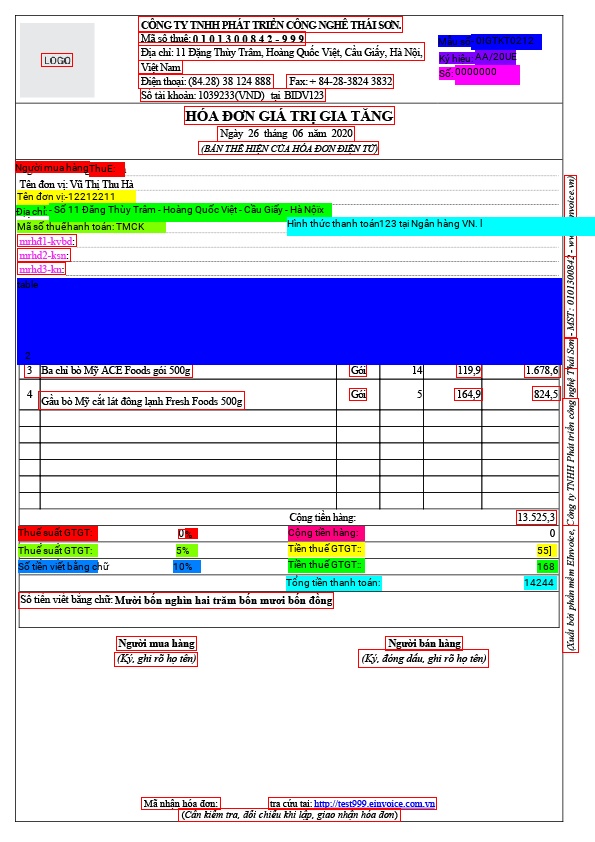 LOGO
CÔNG TY TNHH PHÁT TRIỂN CÔNG NGHỆ THÁI SƠN.
Mã số thuế: 0 1 0 1 3 0 0 8 4 2 - 9 9 9
Địa chỉ: 11 Đặng Thùy Trâm, Hoàng Quốc Việt, Cầu Giấy, Hà Nội,
Việt Nam
Điện thoại: (84.28) 38 124 888 Fax: + 84-28-3824 3832
Số tài khoản: 1039233(VND) tại BIDV123
Mẫu số: 01GTKT0212
Ký hiệu: AA/20UE
Số: 0000000
HÓA ĐƠN GIÁ TRỊ GIA TĂNG
Ngày 26 tháng 06 năm 2020
(BẢN THỂ HIỆN CỦA HÓA ĐƠN ĐIỆN TỬ)
Người mua hàng ThuE:
Tên đơn vị: Vũ Thị Thu Hà
Tên đơn vị:-12212211
Địa chỉ: - Số 11 Đặng Thùy Trâm - Hoàng Quốc Việt - Cầu Giấy - Hà Nộix
Mã số thuếhanh toán: TMCK Hình thức thanh toán123 tại Ngân hàng VN. l
mrhđ1-kvbd:
mrhd2-ksn:
mrhd3-kn:
table
2
3 Ba chỉ bò Mỹ ACE Foods gói 500g Gói 14 119,9 1.678,6
4 Gầu bò Mỹ cắt lát đông lạnh Fresh Foods 500g Gói 5 164,9 824,5
Cộng tiền hàng: 13.525,3
Thuế suất GTGT: 0% Cộng tiền hàng: 0
Thuế suất GTGT: 5% Tiền thuế GTGT:: 55]
Số tiền viết bằng chữ 10% Tiền thuế GTGT:: 168
Tổng tiền thanh toán: 14244
Số tiền viết bằng chữ: Mười bốn nghìn hai trăm bốn mươi bốn đồng
Người mua hàng Người bán hàng
(Ký, ghi rõ họ tên) (Ký, đóng dấu, ghi rõ họ tên)
Mã nhận hóa đơn: tra cứu tại: http://test999.einvoice.com.vn
(Cần kiểm tra, đối chiếu khi lập, giao nhận hóa đơn)
(Xuất bởi phần mềm EInvoice, Công ty TNHH Phát triển công nghệ Thái Sơn - MST: 0101300842 -